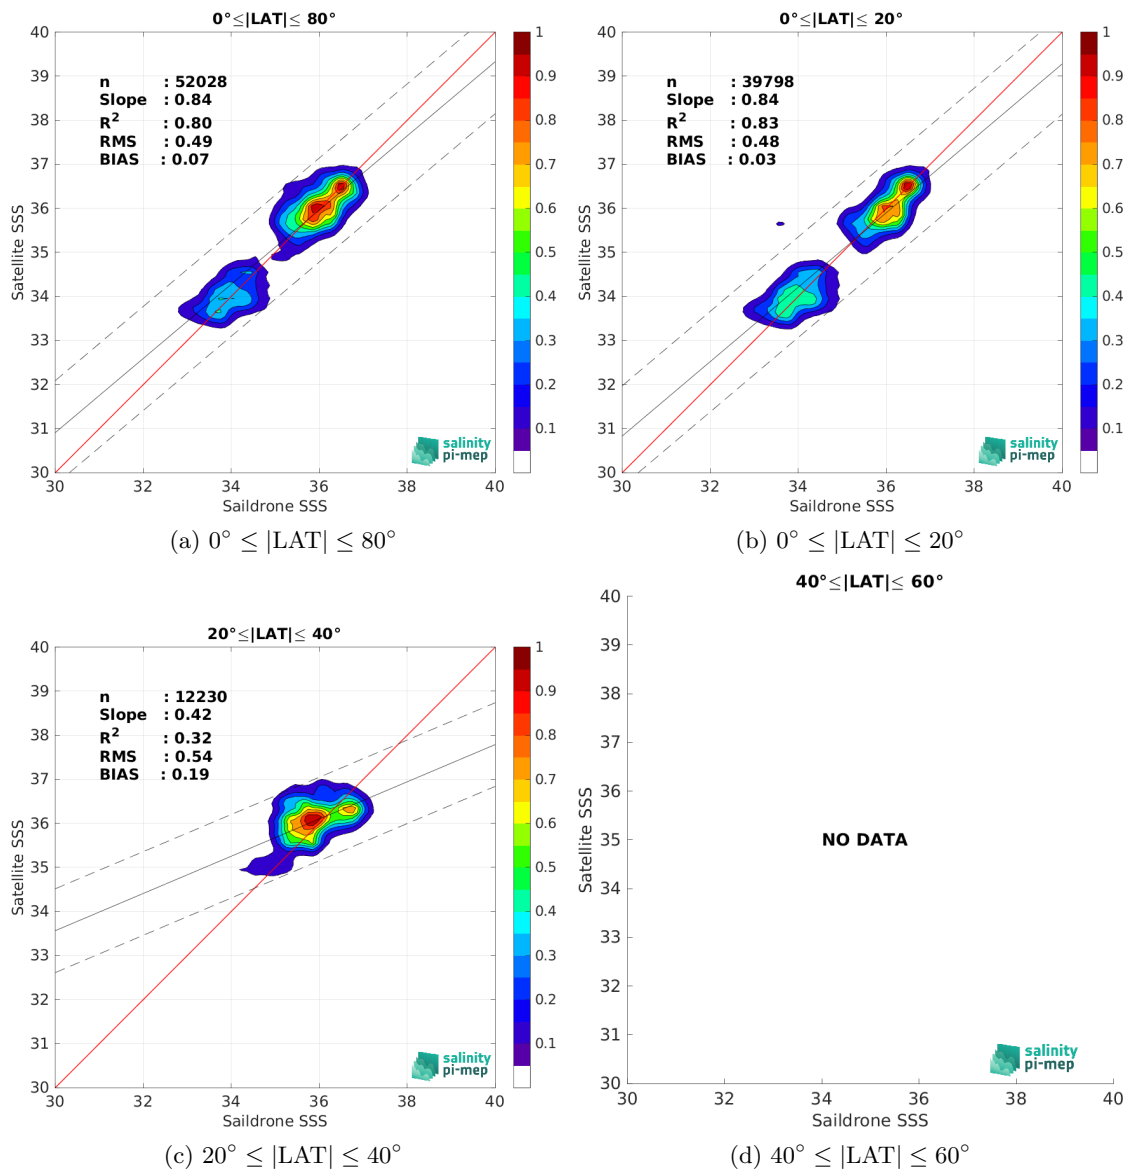 0°≤|LAT|≤ 80°
40
39
38
37
36
35
34
33
32
31
30
Satellite SSS
n : 52028
Slope : 0.84
R² : 0.80
RMS : 0.49
BIAS : 0.07
salinity
pi-mep
30 32 34 36 38 40
Saildrone SSS
1
0.9
0.8
0.7
0.6
0.5
0.4
0.3
0.2
0.1
(a) 0° ≤ |LAT| ≤ 80°
0°≤|LAT|≤ 20°
40
39
38
37
36
35
34
33
32
31
30
Satellite SSS
n : 39798
Slope : 0.84
R² : 0.83
RMS : 0.48
BIAS : 0.03
salinity
pi-mep
30 32 34 36 38 40
Saildrone SSS
1
0.9
0.8
0.7
0.6
0.5
0.4
0.3
0.2
0.1
(b) 0° ≤ |LAT| ≤ 20°
20°≤|LAT|≤ 40°
40
39
38
37
36
35
34
33
32
31
30
Satellite SSS
n : 12230
Slope : 0.42
R² : 0.32
RMS : 0.54
BIAS : 0.19
salinity
pi-mep
30 32 34 36 38 40
Saildrone SSS
1
0.9
0.8
0.7
0.6
0.5
0.4
0.3
0.2
0.1
(c) 20° ≤ |LAT| ≤ 40°
40°≤|LAT|≤ 60°
40
39
38
37
36
35
34
33
32
31
30
Satellite SSS
NO DATA
salinity
pi-mep
30 32 34 36 38 40
Saildrone SSS
(d) 40° ≤ |LAT| ≤ 60°